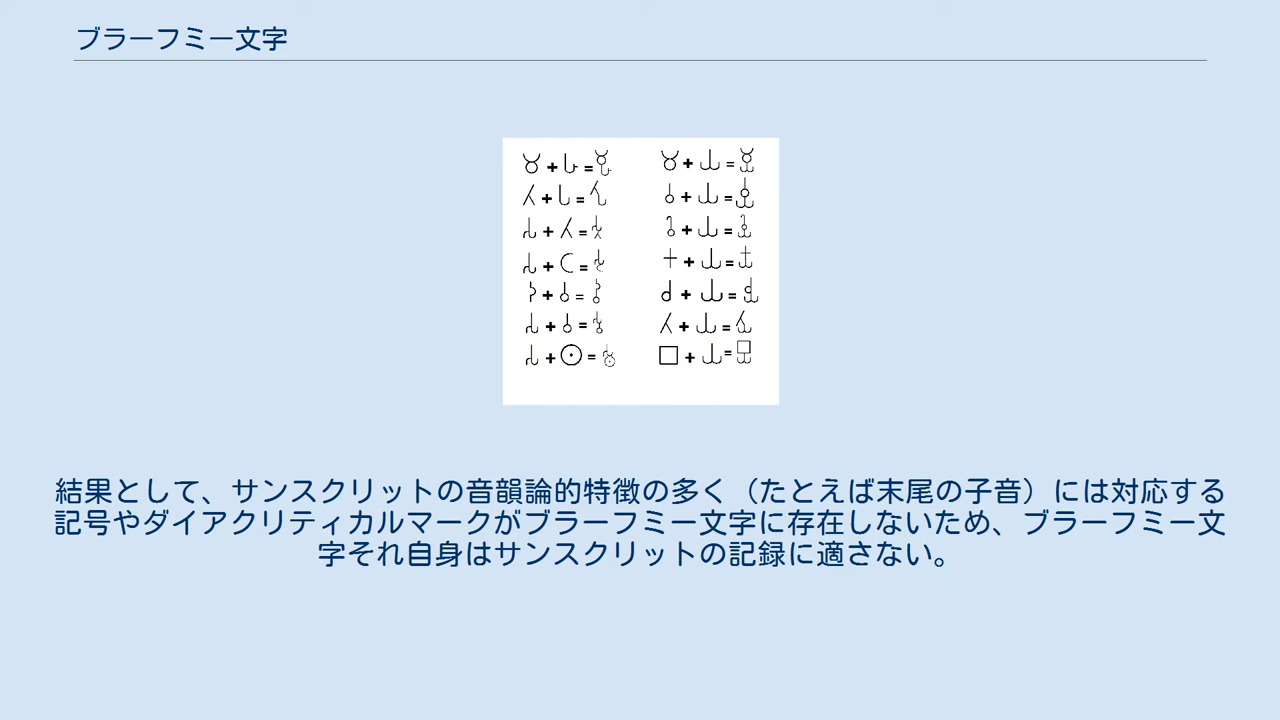 ブラーフミー文字
結果として、サンスクリットの音韻論的特徴の多く（たとえば末尾の子音）には対応する
記号やダイアクリティカルマークがブラーフミー文字に存在しないため、ブラーフミー文
字それ自身はサンスクリットの記録に適さない。